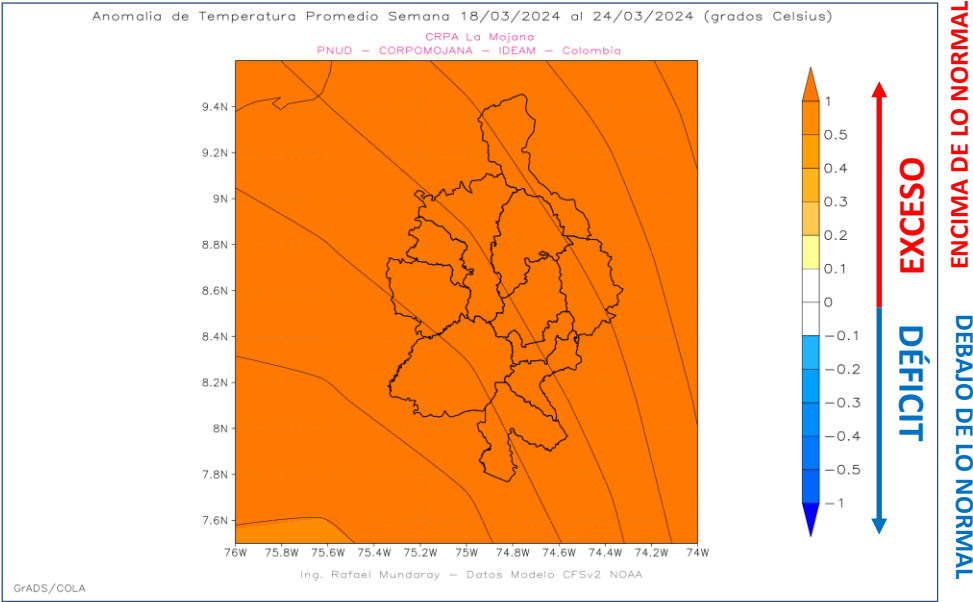 Anomalia de Temperatura Promedio Semana 18/03/2024 al 24/03/2024 (grados Celsius)
CRPA La Mojana
PNUD – CORPOMOJANA – IDEAM – Colombia
9.4N
9.2N
9N
8.8N
8.6N
8.4N
8.2N
8N
7.8N
7.6N
76W 75.8W 75.6W 75.4W 75.2W 75W 74.8W 74.6W 74.4W 74.2W 74W
1
0.5
0.4
0.3
0.2
0.1
0
−0.1
−0.2
−0.3
−0.4
−0.5
−1
EXCESO
DÉFICIT
ENCIMA DE LO NORMAL
DEBAJO DE LO NORMAL
Ing. Rafael Mundaray – Datos Modelo CFSv2 NOAA
GrADS/COLA